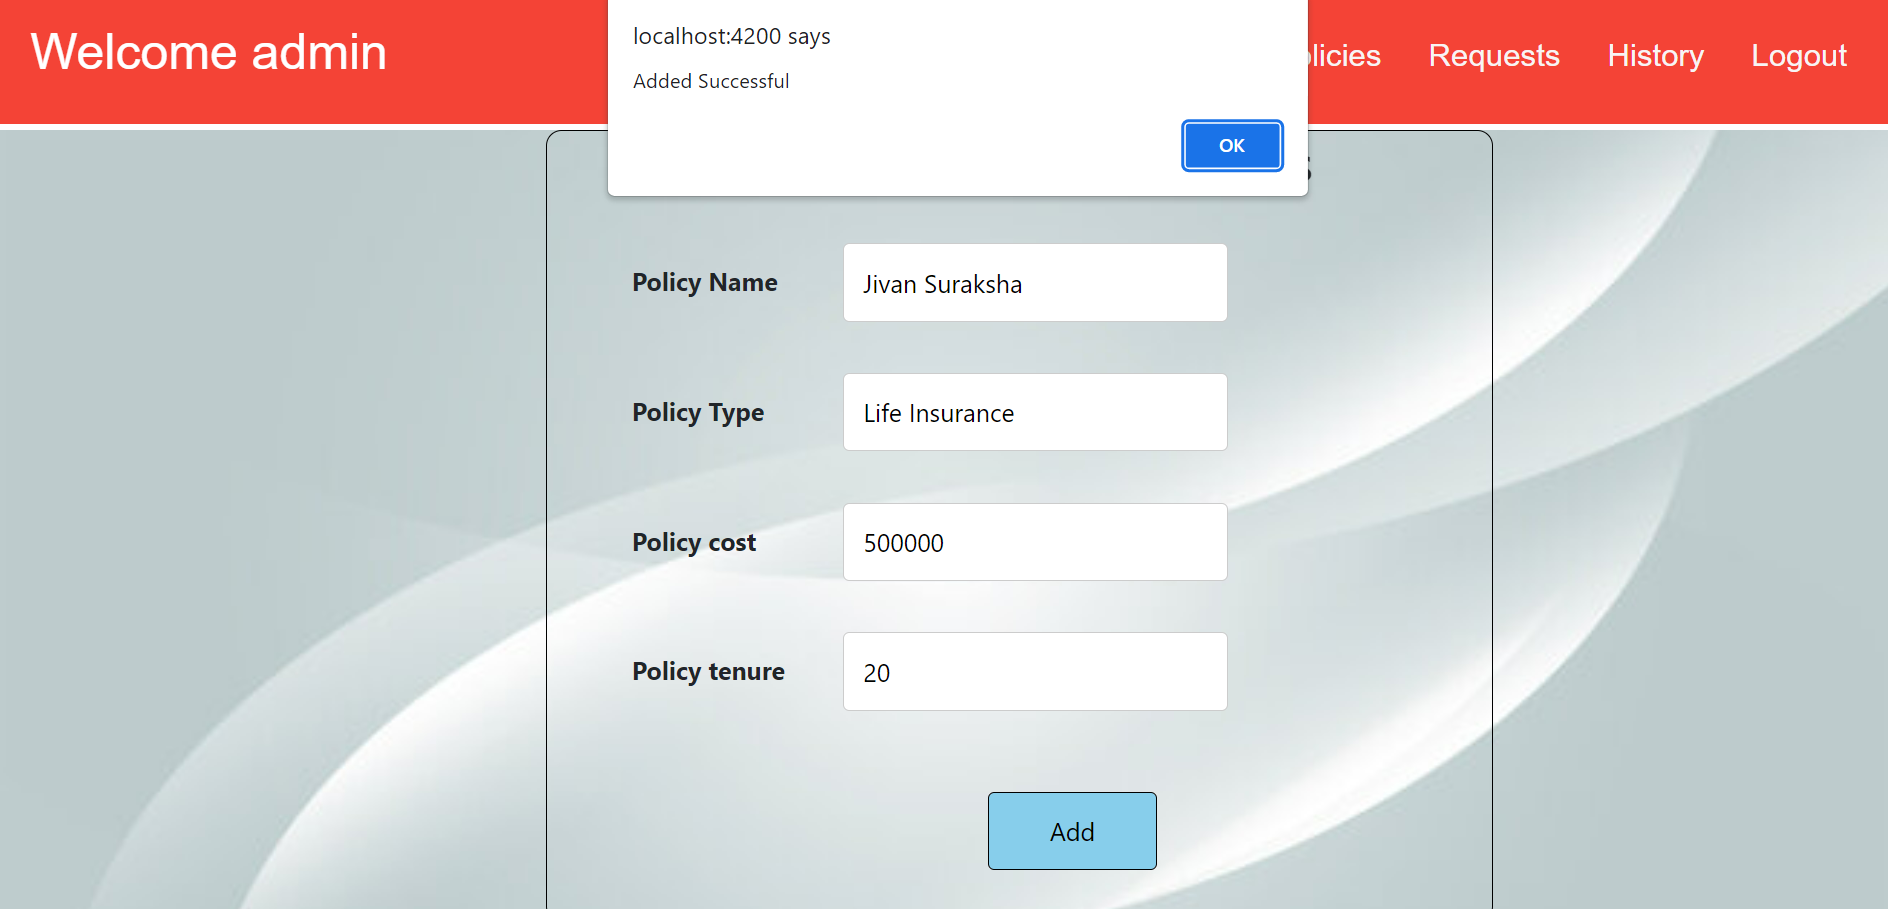 Welcome admin
Requests
History
Logout
localhost:4200 says
Added Successful
OK
Policy Name
Jivan Suraksha
Policy Type
Life Insurance
Policy cost
500000
Policy tenure
20
Add